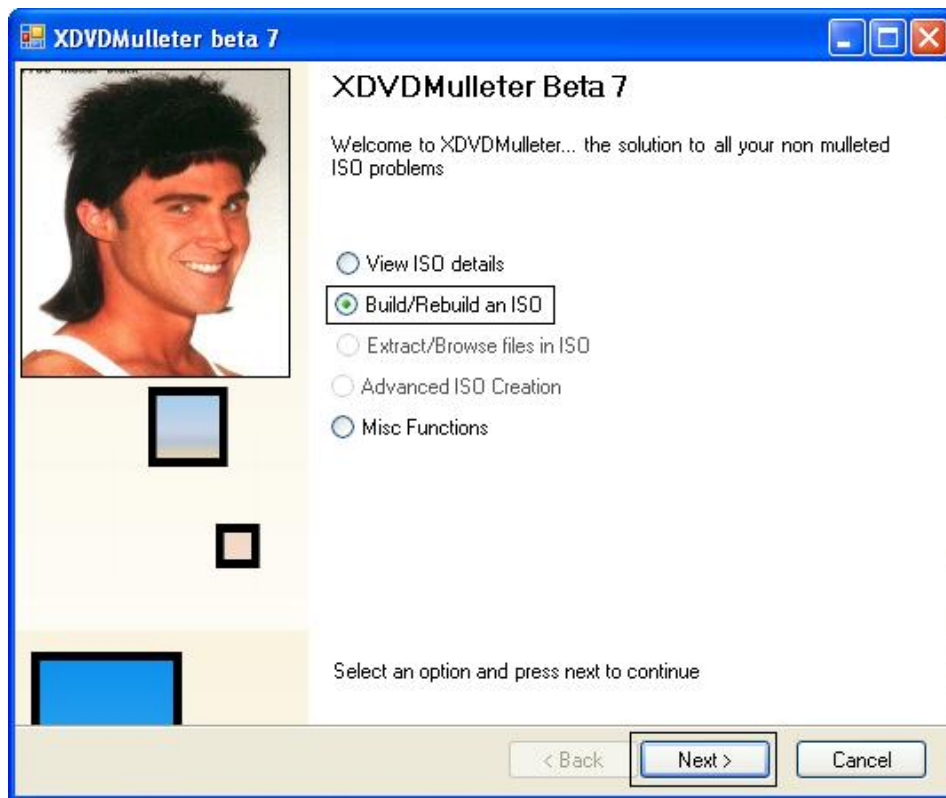 XDVDMulleter beta 7
XDVDMulleter Beta 7
Welcome to XDVDMulleter... the solution to all your non mulleted
ISO problems
View ISO details
Build/Rebuild an ISO
Extract/Browse files in ISO
Advanced ISO Creation
Misc Functions
Select an option and press next to continue
< Back
Next >
Cancel